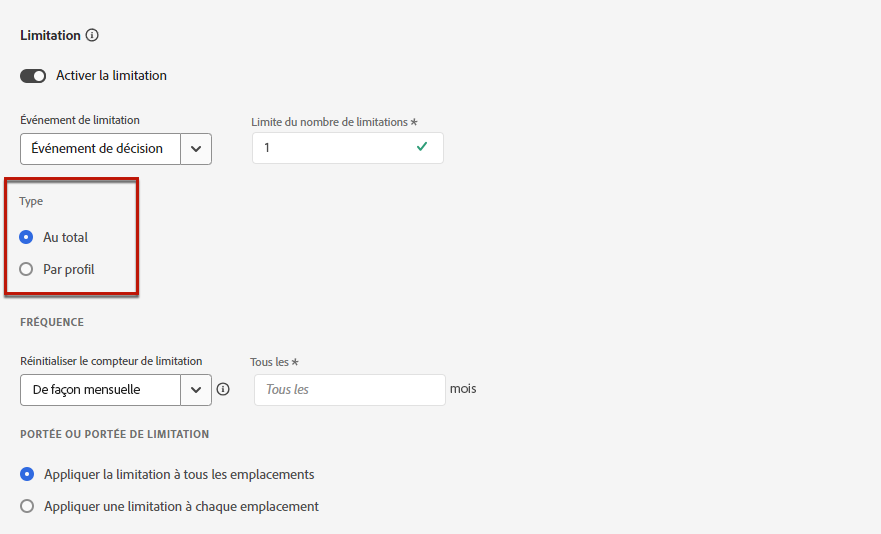 Limitation
Activer la limitation
Événement de limitation
Limite du nombre de limitations *
Événement de décision
1
Type
Au total
Par profil
FRÉQUENCE
Réinitialiser le compteur de limitation
Tous les *
De façon mensuelle
Tous les
mois
PORTÉE OU PORTÉE DE LIMITATION
Appliquer la limitation à tous les emplacements
Appliquer une limitation à chaque emplacement